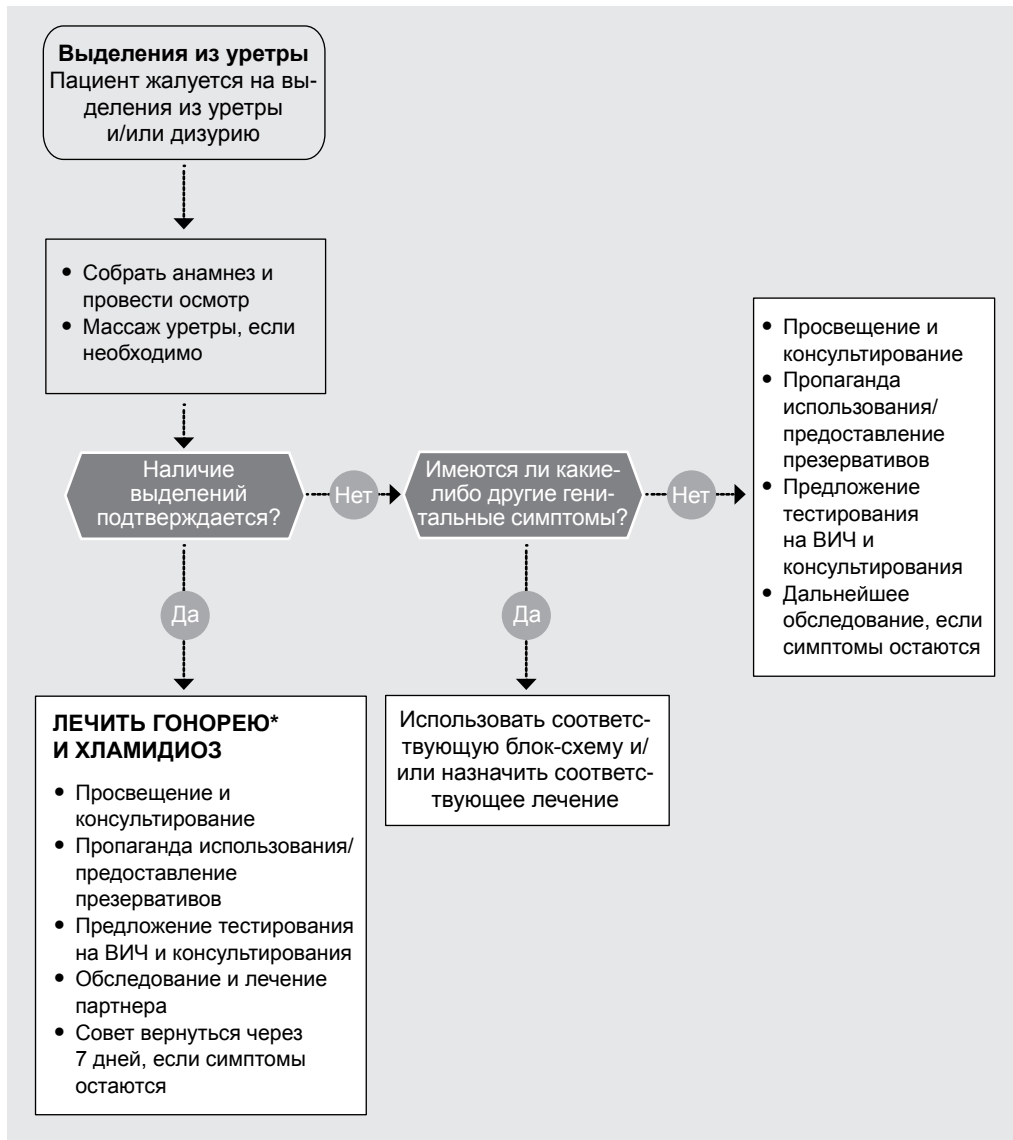 Выделения из уретры
Пациент жалуется на вы-
деления из уретры
и/или дизурию
• Собрать анамнез и
провести осмотр
• Массаж уретры, если
необходимо
Наличие
выделений
подтверждается?
Нет
Имеются ли какие-
либо другие гени-
тальные симптомы?
Нет
• Просвещение и
консультирование
• Пропаганда
использования/
предоставление
презервативов
• Предложение
тестирования
на ВИЧ и
консультирования
• Дальнейшее
обследование, если
симптомы остаются
Да
Да
ЛЕЧИТЬ ГОНОРЕЮ*
И ХЛАМИДИОЗ
• Просвещение и
консультирование
• Пропаганда использования/
предоставление
презервативов
• Предложение тестирования
на ВИЧ и консультирования
• Обследование и лечение
партнера
• Совет вернуться через
7 дней, если симптомы
остаются
Использовать соответс-
твующую блок-схему и/
или назначить соответс-
твующее лечение